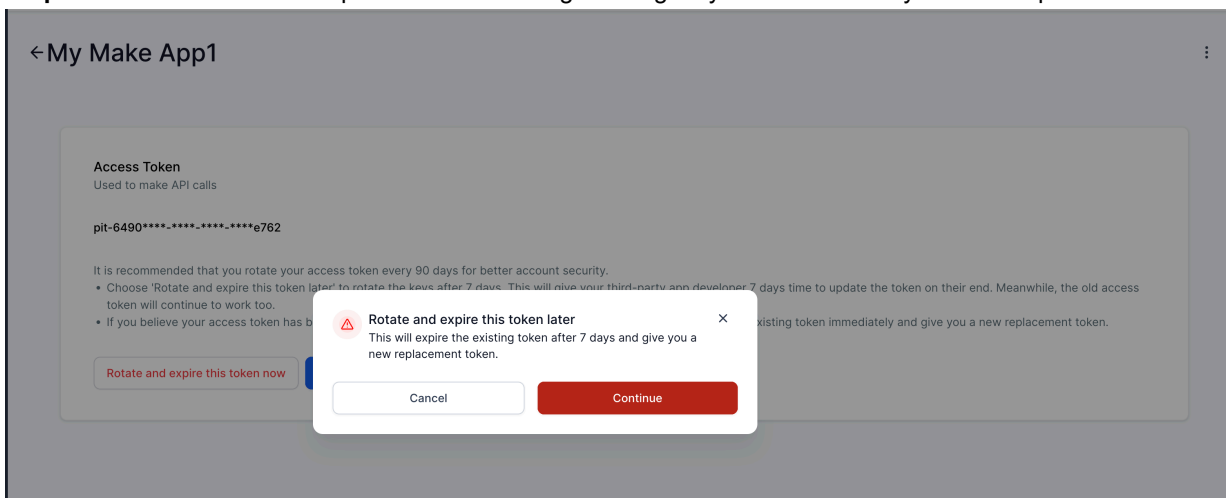 My Make App1
Access Token
Used to make API calls
pit-6490****-****-****-****e762
It is recommended that you rotate your access token every 90 days for better account security.
• Choose 'Rotate and expire this token later' to rotate the keys after 7 days. This will give your third-party app developer 7 days time to update the token on their end. Meanwhile, the old access
token will continue to work too.
• If you believe your access token has b
xisting token immediately and give you a new replacement token.
Rotate and expire this token later
This will expire the existing token after 7 days and give you a
new replacement token.
Rotate and expire this token now
Cancel
Continue